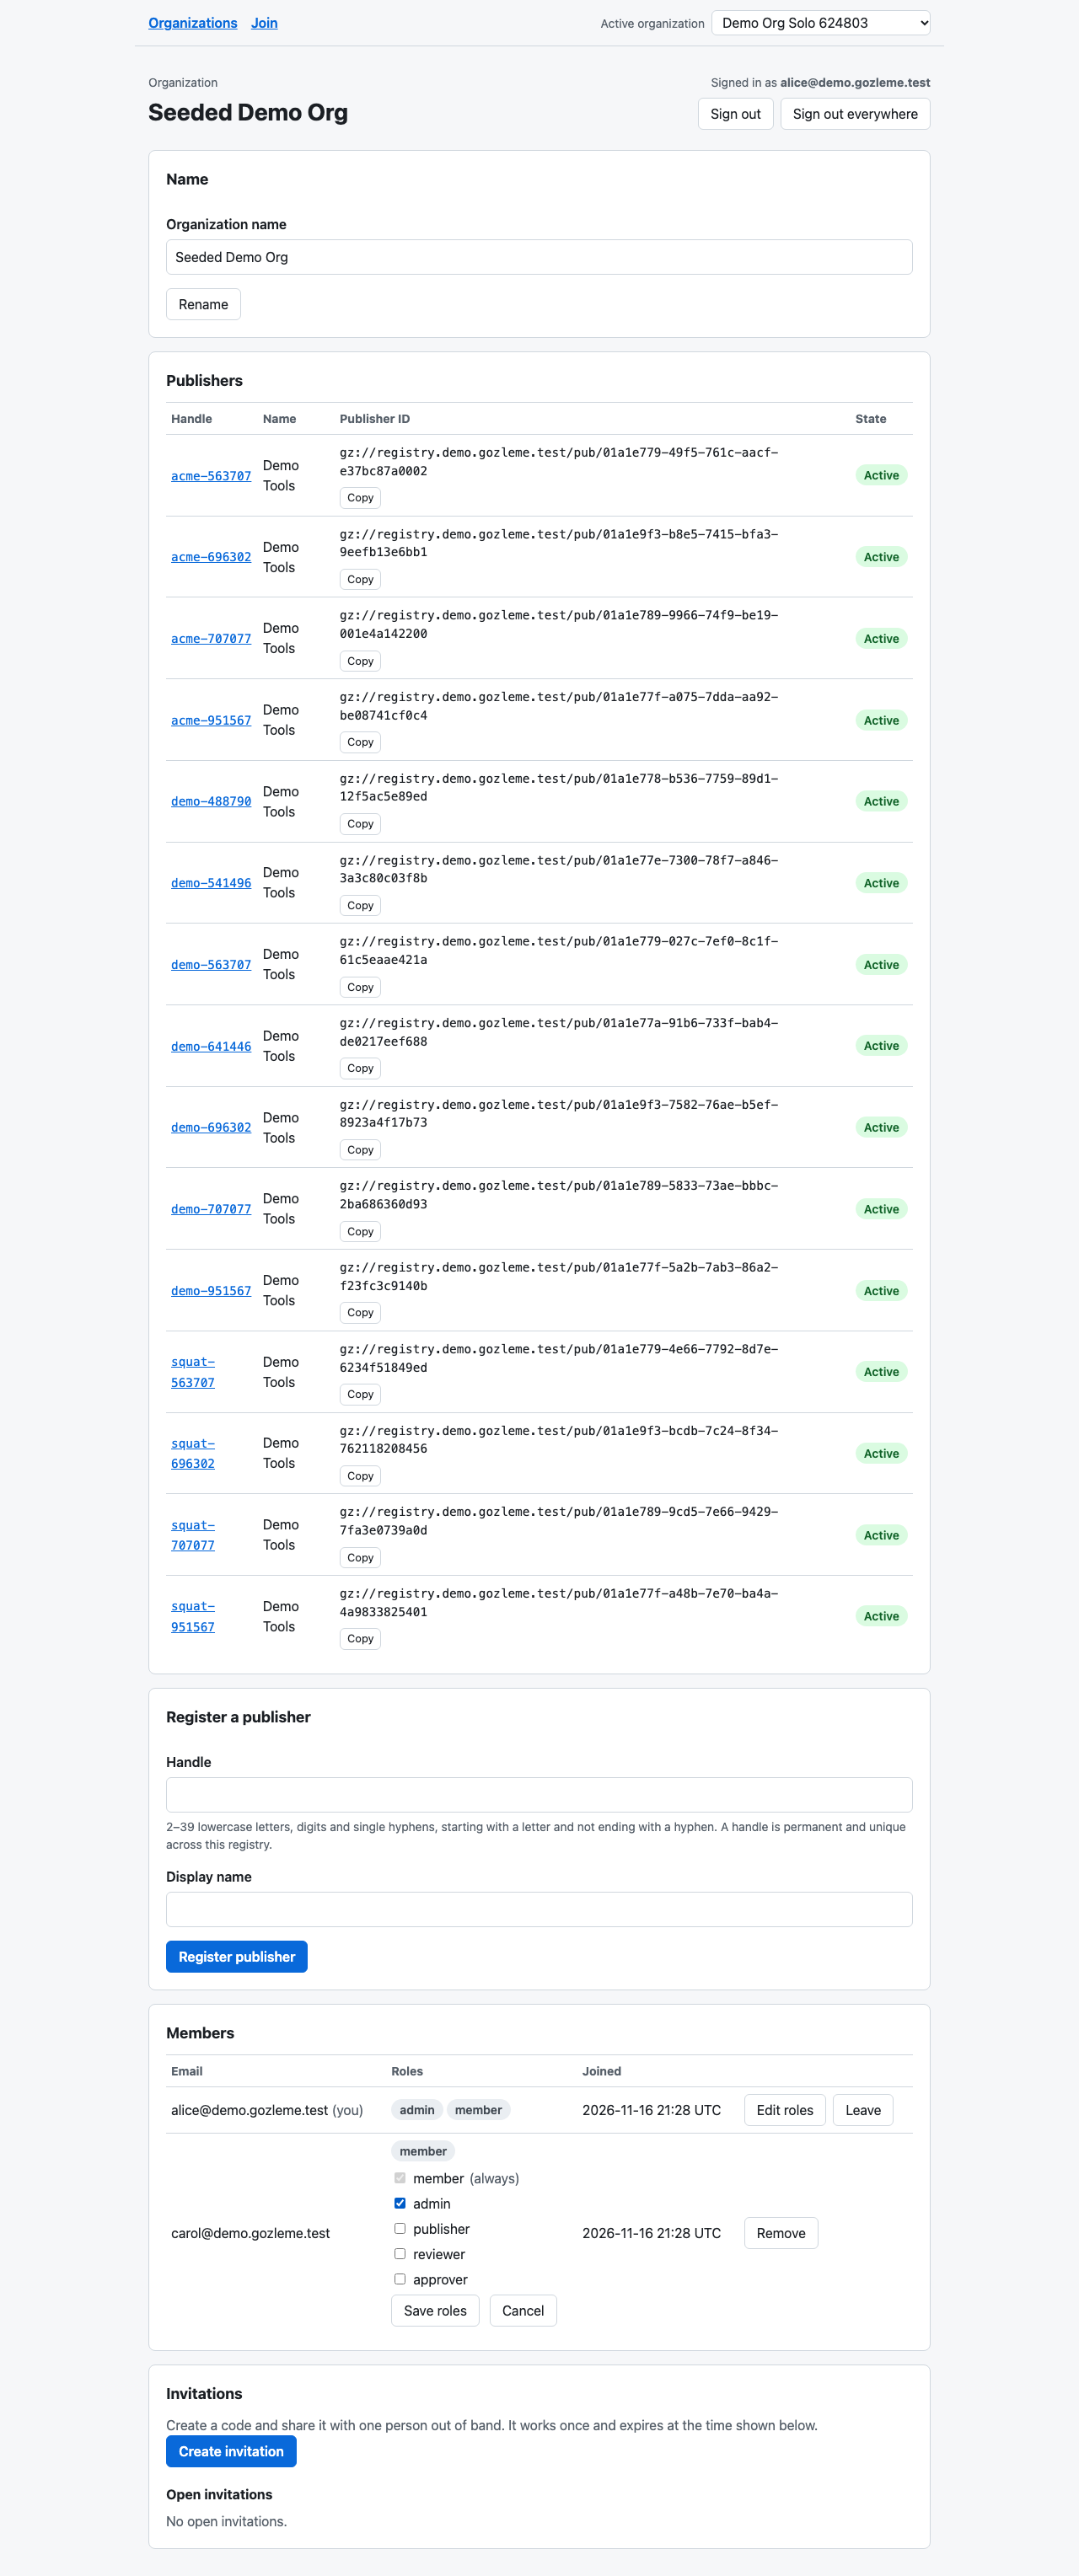 Organizations Join
Active organization Demo Org Solo 624803
Organization
Signed in as alice@demo.gozleme.test
Seeded Demo Org
Sign out Sign out everywhere
Name
Organization name
Seeded Demo Org
Rename
Publishers
Handle Name Publisher ID State
acme-563707 Demo Tools gz://registry.demo.gozleme.test/pub/01a1e779-49f5-761c-aacf-
e37bc87a0002
Copy
Active
acme-696302 Demo Tools gz://registry.demo.gozleme.test/pub/01a1e9f3-b8e5-7415-bfa3-
9eefb13e6bb1
Copy
Active
acme-707077 Demo Tools gz://registry.demo.gozleme.test/pub/01a1e789-9966-74f9-be19-
001e4a142200
Copy
Active
acme-951567 Demo Tools gz://registry.demo.gozleme.test/pub/01a1e77f-a075-7dda-aa92-
be08741cf0c4
Copy
Active
demo-488790 Demo Tools gz://registry.demo.gozleme.test/pub/01a1e778-b536-7759-89d1-
12f5ac5e89ed
Copy
Active
demo-541496 Demo Tools gz://registry.demo.gozleme.test/pub/01a1e77e-7300-78f7-a846-
3a3c80c03f8b
Copy
Active
demo-563707 Demo Tools gz://registry.demo.gozleme.test/pub/01a1e779-027c-7ef0-8c1f-
61c5eaae421a
Copy
Active
demo-641446 Demo Tools gz://registry.demo.gozleme.test/pub/01a1e77a-91b6-733f-bab4-
de0217eef688
Copy
Active
demo-696302 Demo Tools gz://registry.demo.gozleme.test/pub/01a1e9f3-7582-76ae-b5ef-
8923a4f17b73
Copy
Active
demo-707077 Demo Tools gz://registry.demo.gozleme.test/pub/01a1e789-5833-73ae-bbbc-
2ba686360d93
Copy
Active
demo-951567 Demo Tools gz://registry.demo.gozleme.test/pub/01a1e77f-5a2b-7ab3-86a2-
f23fc3c9140b
Copy
Active
squat-563707 Demo Tools gz://registry.demo.gozleme.test/pub/01a1e779-4e66-7792-8d7e-
6234f51849ed
Copy
Active
squat-696302 Demo Tools gz://registry.demo.gozleme.test/pub/01a1e9f3-bcdb-7c24-8f34-
762118208456
Copy
Active
squat-707077 Demo Tools gz://registry.demo.gozleme.test/pub/01a1e789-9cd5-7e66-9429-
7fa3e0739a0d
Copy
Active
squat-951567 Demo Tools gz://registry.demo.gozleme.test/pub/01a1e77f-a48b-7e70-ba4a-
4a9833825401
Copy
Active
Register a publisher
Handle
2–39 lowercase letters, digits and single hyphens, starting with a letter and not ending with a hyphen. A handle is permanent and unique
across this registry.
Display name
Register publisher
Members
Email Roles Joined
alice@demo.gozleme.test (you) admin member 2026-11-16 21:28 UTC Edit roles Leave
member
member (always)
admin
carol@demo.gozleme.test publisher 2026-11-16 21:28 UTC Remove
reviewer
approver
Save roles Cancel
Invitations
Create a code and share it with one person out of band. It works once and expires at the time shown below.
Create invitation
Open invitations
No open invitations.